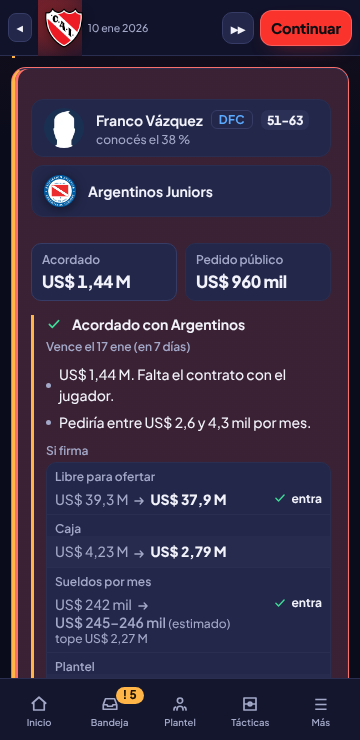 10 ene 2026
Continuar
Franco Vázquez DFC 51–63
conocés el 38 %
Argentinos Juniors
Acordado
US$ 1,44 M
Pedido público
US$ 960 mil
Acordado con Argentinos
Vence el 17 ene (en 7 días)
US$ 1,44 M. Falta el contrato con el
jugador.
Pediría entre US$ 2,6 y 4,3 mil por mes.
Si firma
Libre para ofertar
US$ 39,3 M → US$ 37,9 M ✓ entra
Caja
US$ 4,23 M → US$ 2,79 M
Sueldos por mes
US$ 242 mil → ✓ entra
US$ 245–246 mil (estimado)
tope US$ 2,27 M
Plantel
! 5
Inicio Bandeja Plantel Tácticas Más